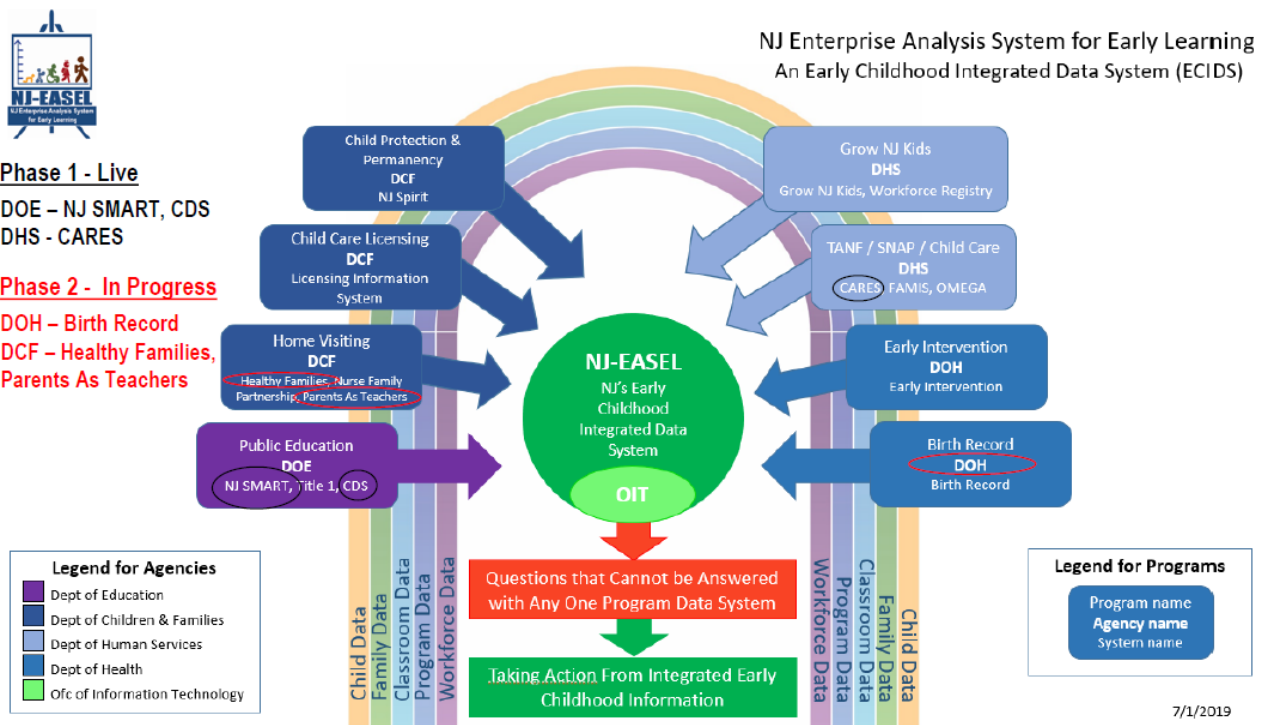 NJ Enterprise Analysis System for Early Learning
An Early Childhood Integrated Data System (ECIDS)
NJ-EASEL
NJ Enterprise Analysis System
for Early Learning
Phase 1 - Live
DOE – NJ SMART, CDS
DHS - CARES
Phase 2 - In Progress
DOH – Birth Record
DCF – Healthy Families,
Parents As Teachers
Child Protection &
Permanency
DCF
NJ Spirit
Child Care Licensing
DCF
Licensing Information
System
Home Visiting
DCF
Healthy Families, Nurse Family
Partnership, Parents As Teachers
Public Education
DOE
NJ SMART, Title 1, CDS
Grow NJ Kids
DHS
Grow NJ Kids, Workforce Registry
TANF / SNAP / Child Care
DHS
CARES, FAMIS, OMEGA
Early Intervention
DOH
Early Intervention
Birth Record
DOH
Birth Record
NJ-EASEL
NJ's Early
Childhood
Integrated Data
System
OIT
Questions that Cannot be Answered
with Any One Program Data System
Taking Action From Integrated Early
Childhood Information
Child Data
Family Data
Classroom Data
Program Data
Workforce Data
Workforce Data
Program Data
Classroom Data
Family Data
Child Data
Legend for Agencies
Dept of Education
Dept of Children & Families
Dept of Human Services
Dept of Health
Ofc of Information Technology
Legend for Programs
Program name
Agency name
System name
7/1/2019